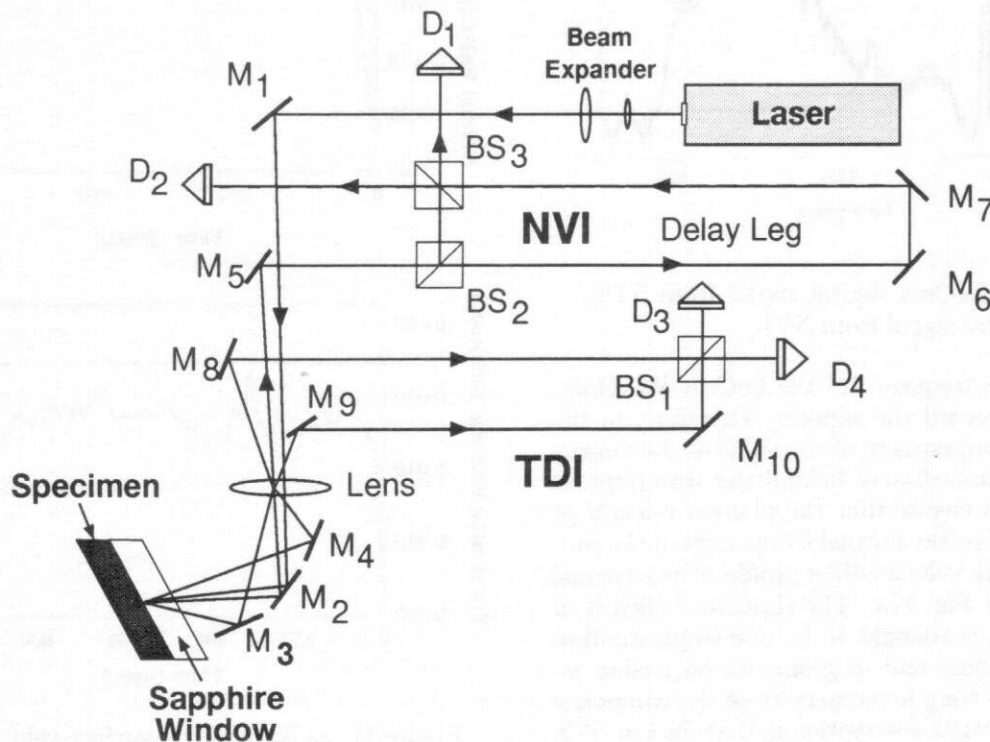 D1
Beam
Expander
M1
Laser
BS3
D2
M7
NVI
Delay Leg
M5
BS2
M6
D3
M8
D4
BS1
M9
M10
TDI
Specimen
Lens
M4
M2
M3
Sapphire
Window